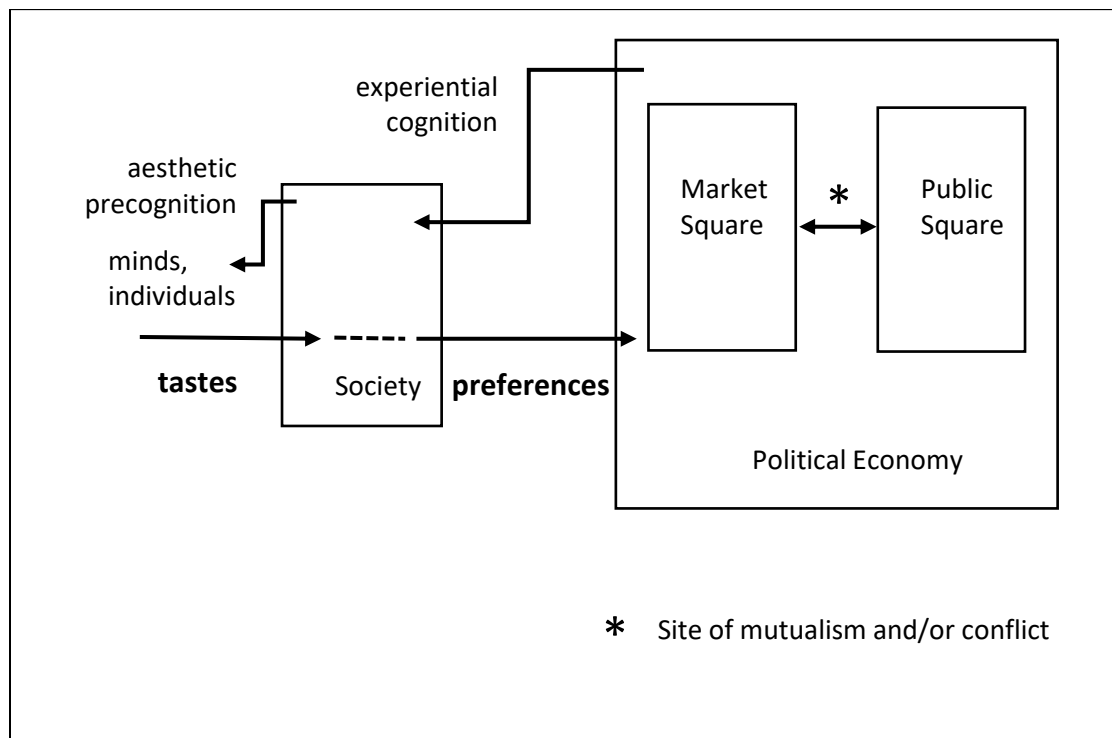 experiential
cognition
aesthetic
precognition
minds,
individuals
tastes
Society
preferences
Market
Square
*
Public
Square
Political Economy
* Site of mutualism and/or conflict